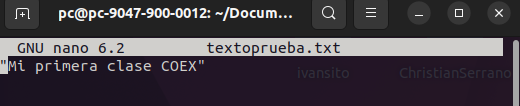 pc@pc-9047-900-0012: ~/Docum...
GNU nano 6.2 textoprueba.txt
"Mi primera clase COEX"
ivansito ChristianSerrano